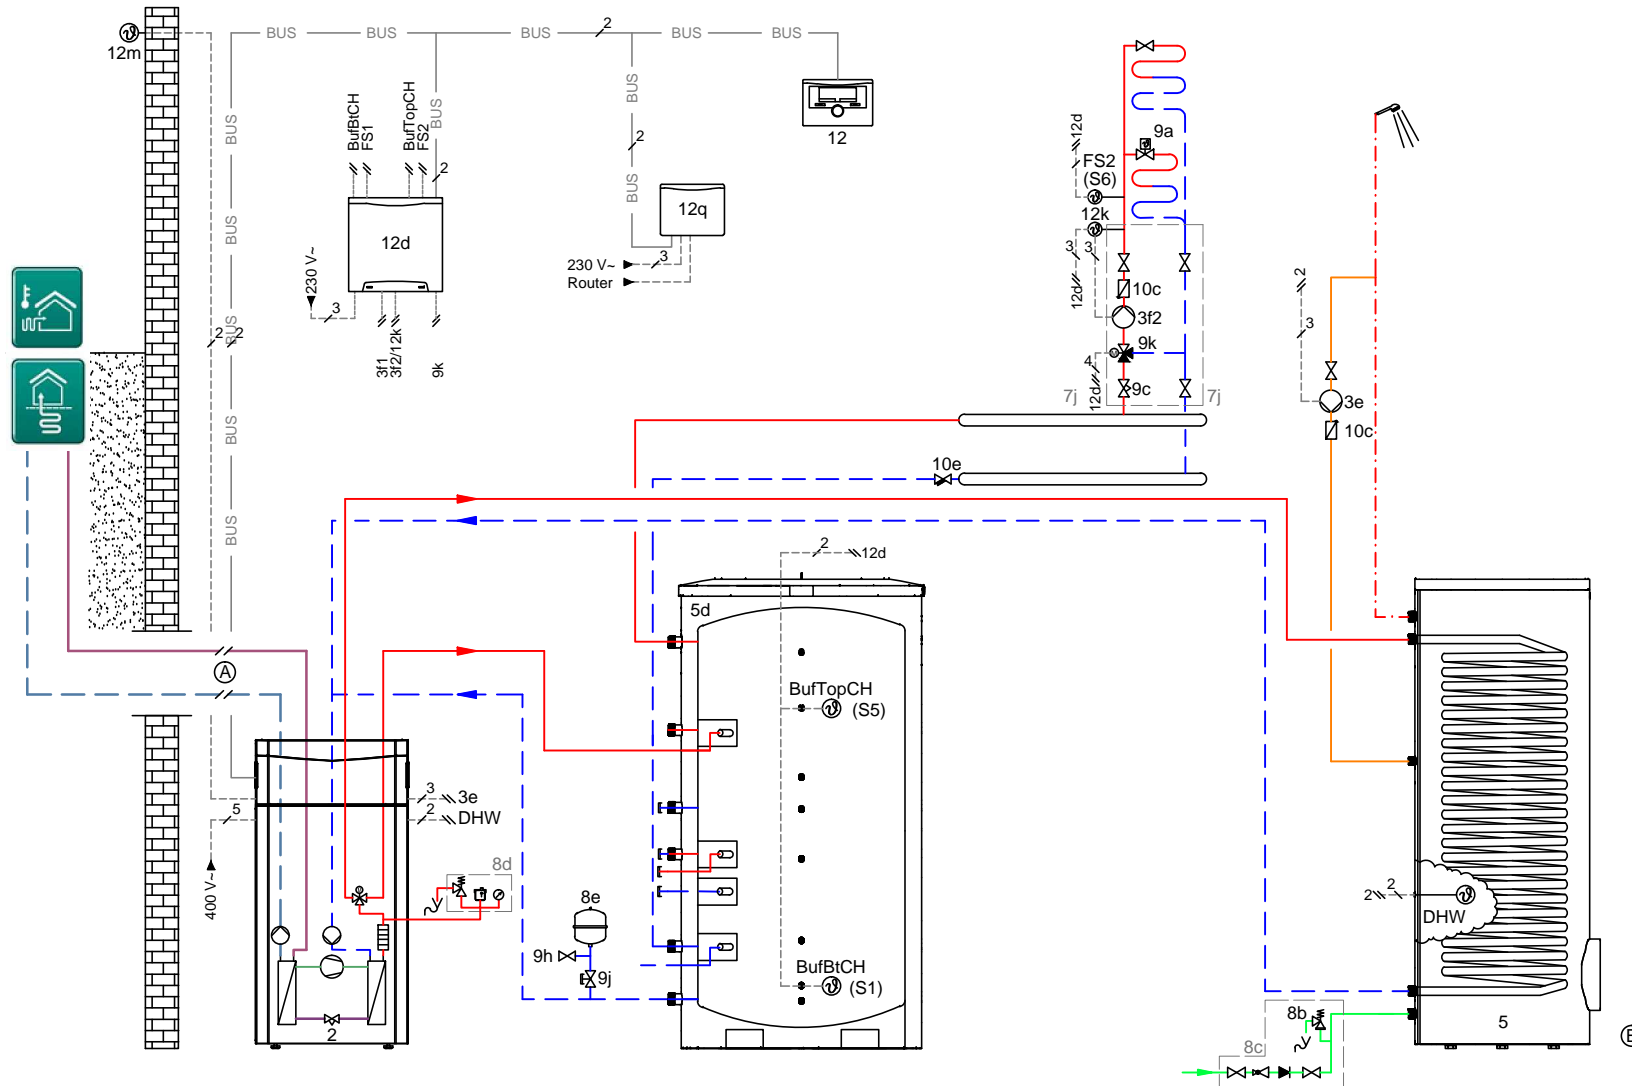 BUS BUS BUS 2 BUS BUS
12m
BufBtCH
FS1
BufTopCH
FS2
BUS
2
BUS
2
BUS
BUS
BUS
BUS
2 2
BUS
BUS
BUS
12
12d
230 V~
3
3f1
3f2/12k
9k
12q
230 V~ 3
Router
12d
9a
FS2
(S6)
12k
3
3
12d
10c
3f2
M
9k
4
12d
9c
7j
7j
2
3
3e
10c
10e
2 12d
5d
A
BufTopCH
(S5)
5
400 V~
3 3e
2 DHW
8d
8e
9h
9j
2
BufBtCH
(S1)
2 2
DHW
5
8b
8c